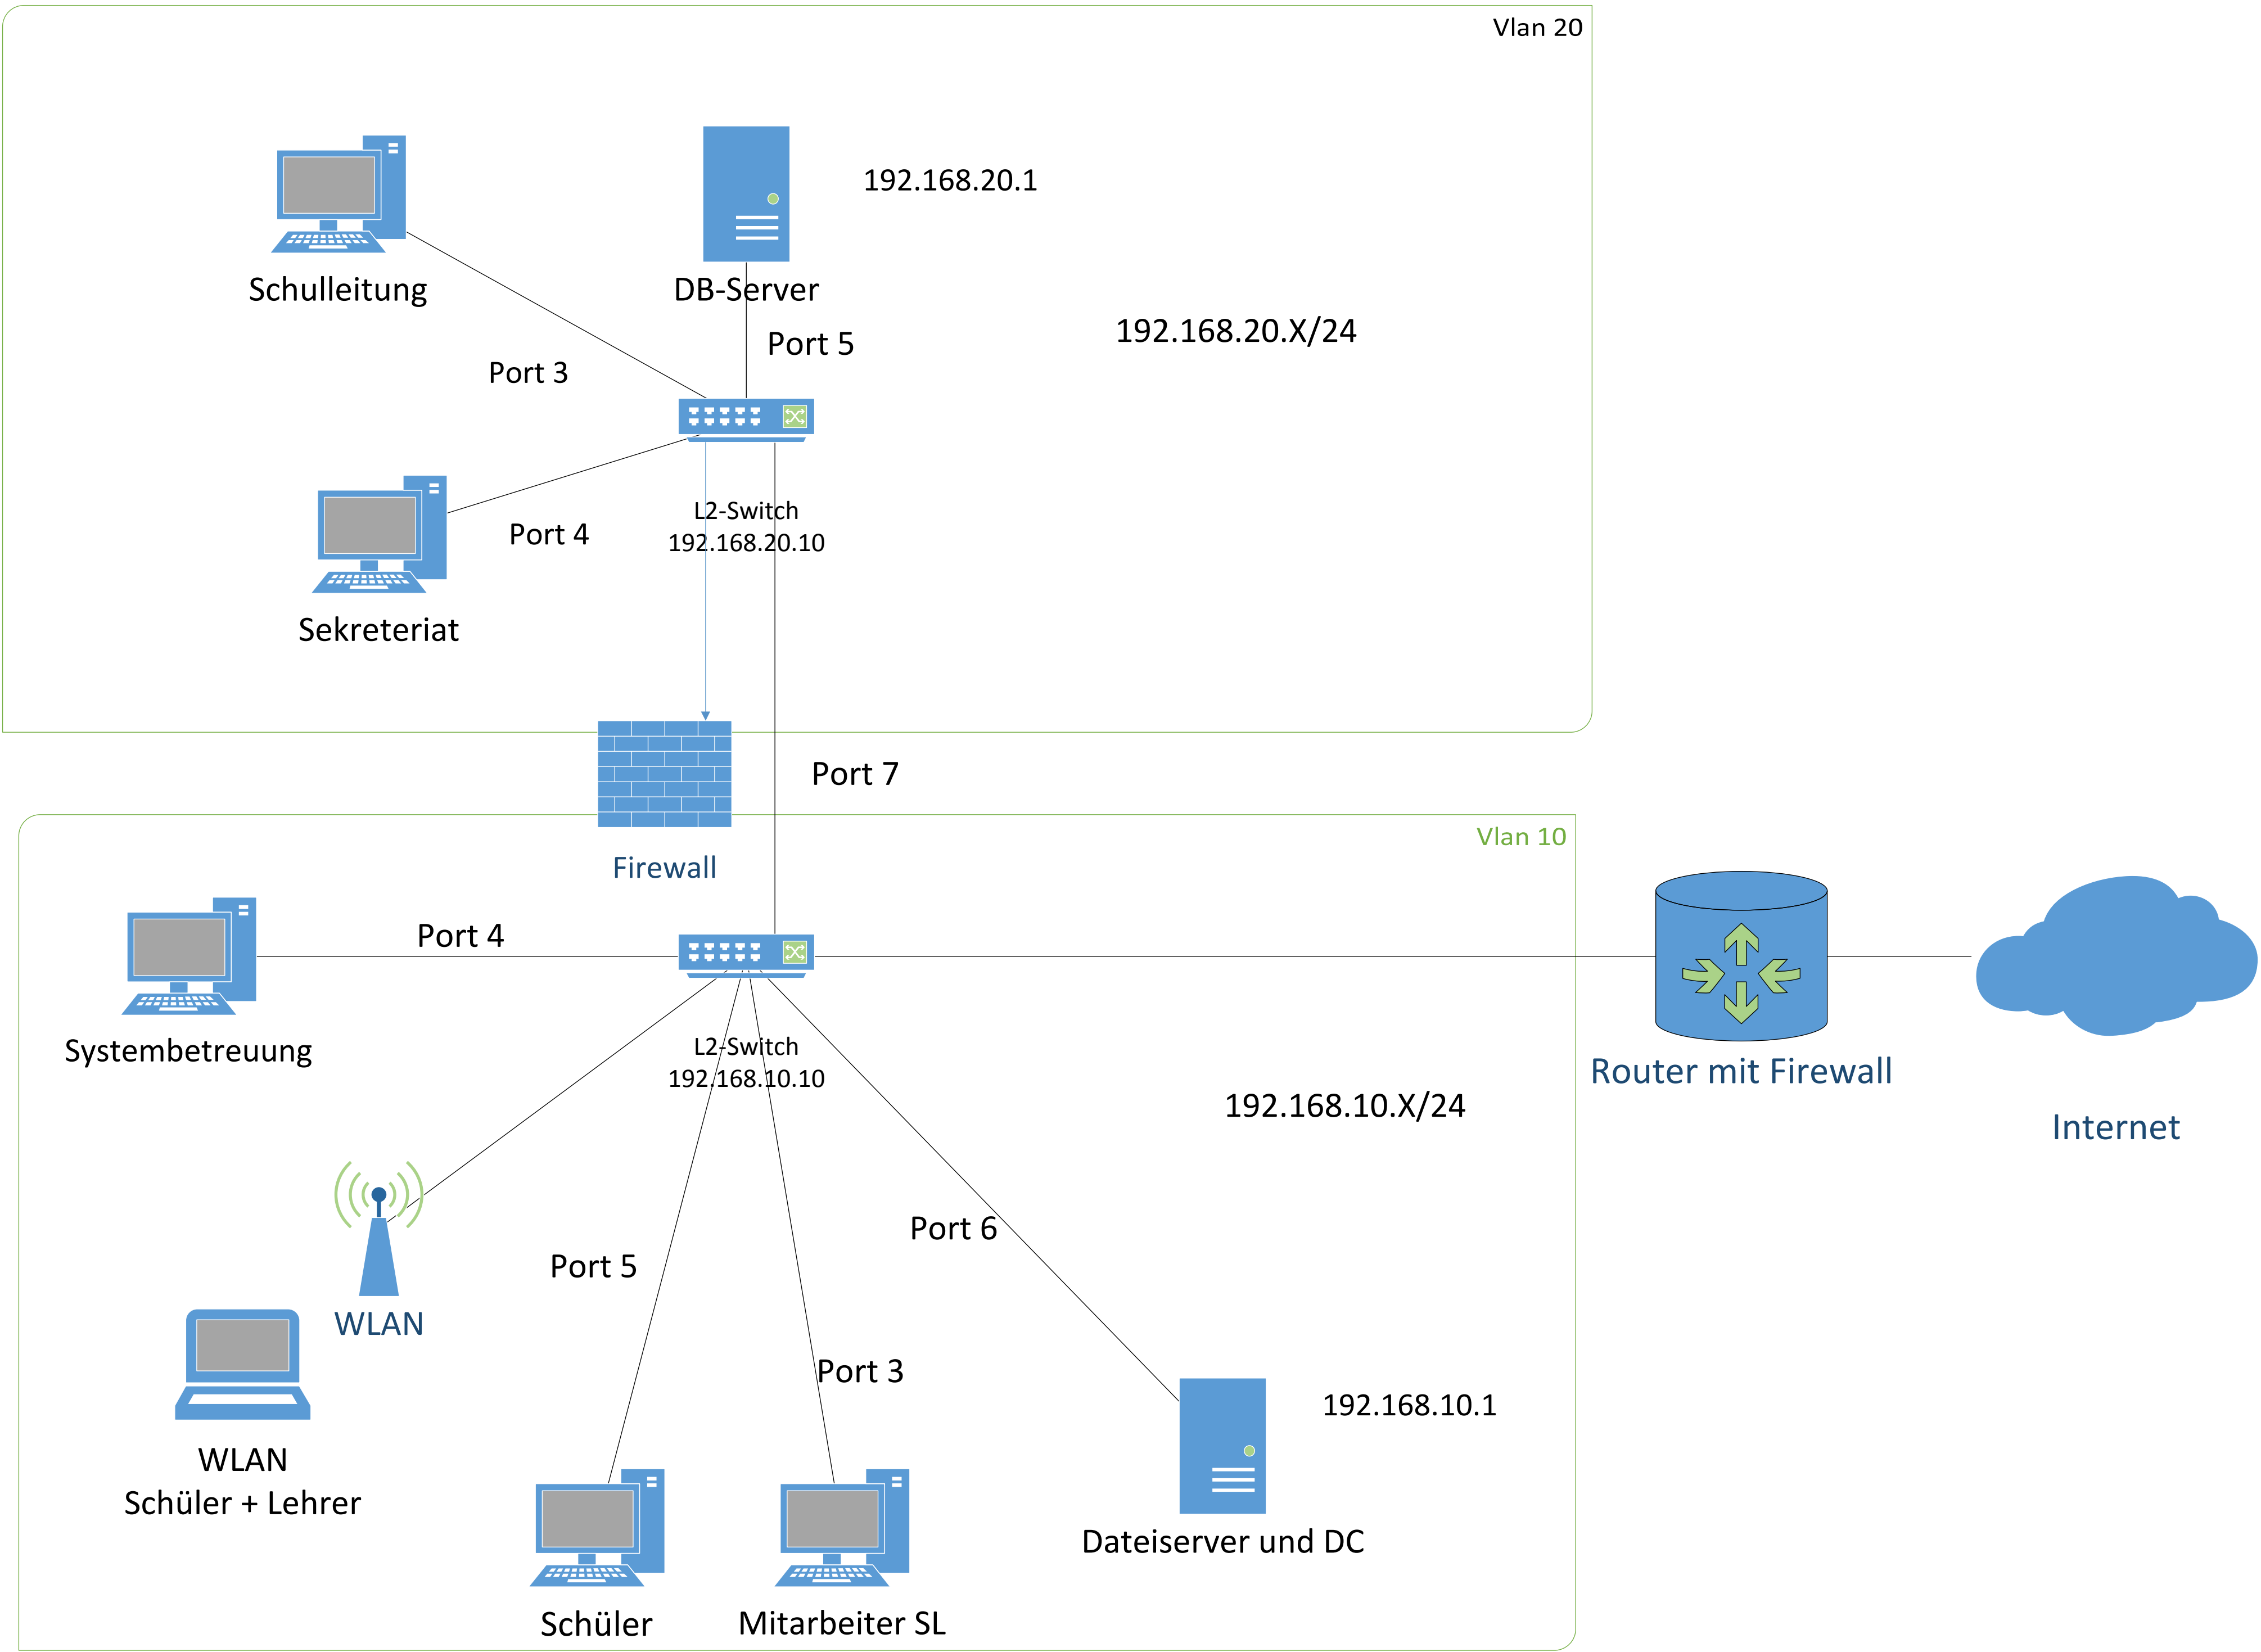 Vlan 20
192.168.20.1
Schulleitung
DB-Server
192.168.20.X/24
Port 5
Port 3
L2-Switch
192.168.20.10
Port 4
Sekreteriat
Port 7
Vlan 10
Firewall
Port 4
L2-Switch
192.168.10.10
Systembetreuung
Router mit Firewall
192.168.10.X/24
Internet
Port 6
Port 5
WLAN
Port 3
192.168.10.1
WLAN
Schüler + Lehrer
Dateiserver und DC
Schüler
Mitarbeiter SL